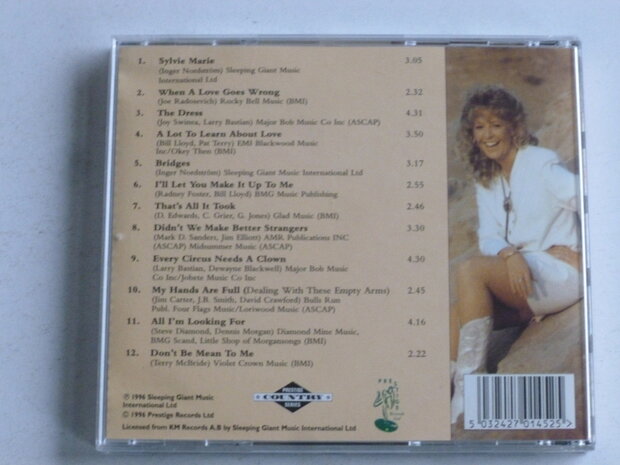 1. Sylvie Marie 3.05
(Inger Nordström) Sleeping Giant Music
International Ltd
2. When A Love Goes Wrong 2.32
(Joe Radosevich) Rocky Bell Music (BMI)
3. The Dress 4.31
(Joy Swinea, Larry Bastian) Major Bob Music Co Inc (ASCAP)
4. A Lot To Learn About Love 3.50
(Bill Lloyd, Pat Terry) EMI Blackwood Music
Inc/Okey Then (BMI)
5. Bridges 3.17
(Inger Nordström) Sleeping Giant Music International Ltd
6. I'll Let You Make It Up To Me 2.55
(Radney Foster, Bill Lloyd) BMG Music Publishing
7. That's All It Took 2.46
(D. Edwards, C. Grier, G. Jones) Glad Music (BMI)
8. Didn't We Make Better Strangers 3.30
(Mark D. Sanders, Jim Elliott) AMR Publications INC
(ASCAP) Midsummer Music (ASCAP)
9. Every Circus Needs A Clown 4.30
(Larry Bastian, Dewayne Blackwell) Major Bob Music
Co Inc/Jobete Music Co Inc
10. My Hands Are Full (Dealing With These Empty Arms) 2.45
(Jim Carter, J.B. Smith, David Crawford) Bulls Run
Publ. Four Flags Music/Loriwood Music (ASCAP)
11. All I'm Looking For 4.16
(Steve Diamond, Dennis Morgan) Diamond Mine Music,
BMG Scand, Little Shop of Morgansongs (BMI)
12. Don't Be Mean To Me 2.22
(Terry McBride) Violet Crown Music (BMI)
℗ 1996 Sleeping Giant Music
International Ltd
© 1996 Prestige Records Ltd
Licensed from KM Records A.B by Sleeping Giant Music International Ltd
PRESTIGE
COUNTRY
SERIES
5 032427 014525 >